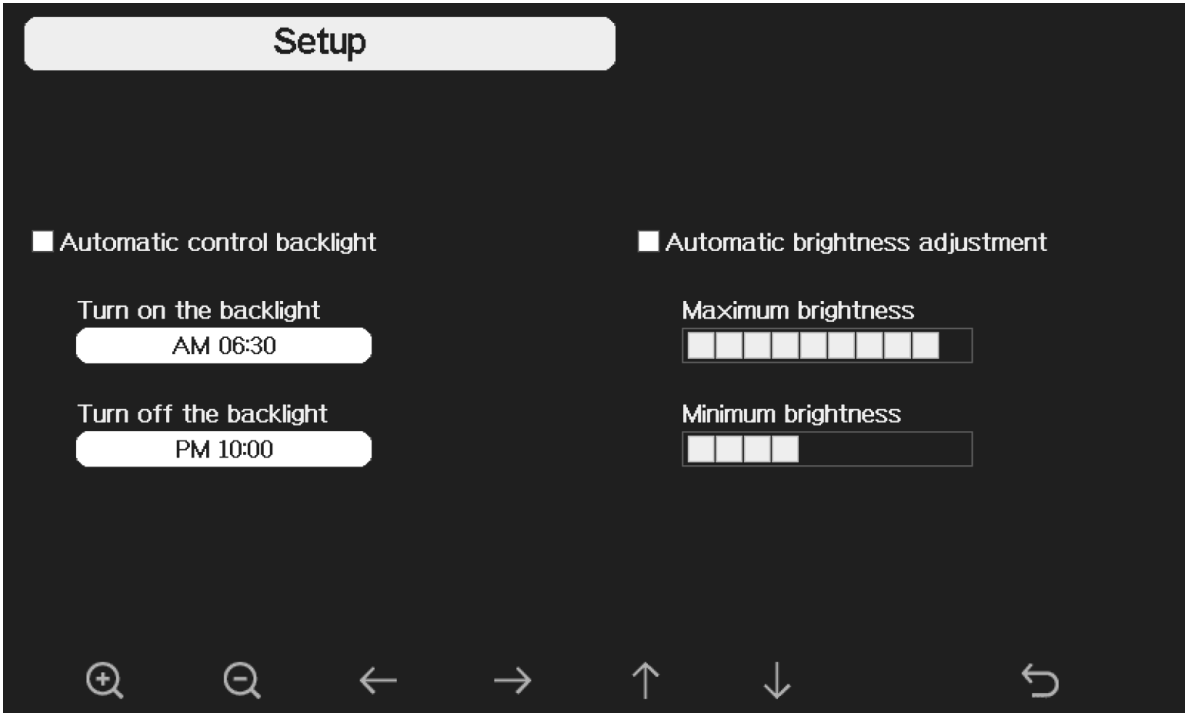 Setup
Automatic control backlight
Turn on the backlight
AM 06:30
Turn off the backlight
PM 10:00
Automatic brightness adjustment
Maximum brightness
Minimum brightness